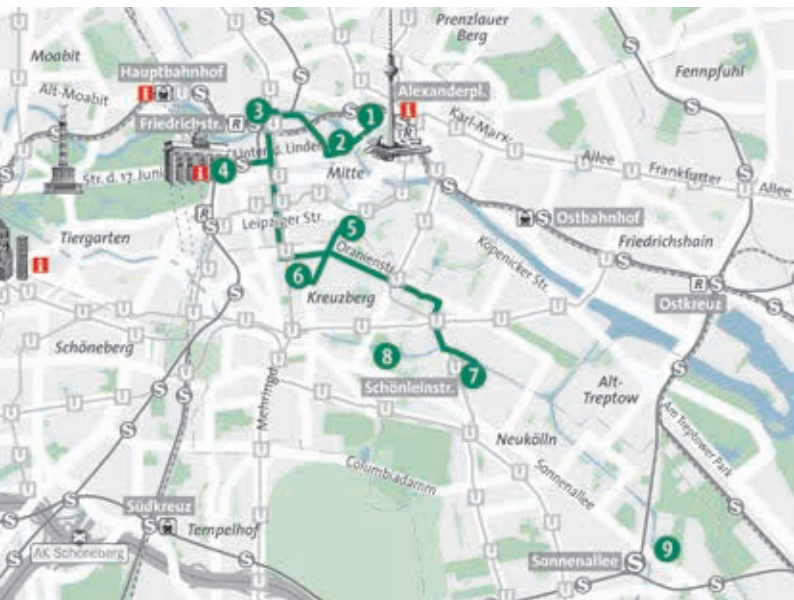 Prenzlauer
Berg
Moabit
Fennpfuhl
Hauptbahnhof
Alt-Moabit
Alexanderpl.
Friedrichstr.
R
3
1
2
Karl-Marx-
Allee
Frankfurter
Allee
Unter d. Linden
4
Mitte
Str. d. 17. Juni
Leipziger Str.
5
Ostbahnhof
Tiergarten
Oranienstr.
Köpenicker Str.
Friedrichshain
6
Kreuzberg
R
S
Ostkreuz
Schöneberg
8
7
Schönleinstr.
Alt-
Treptow
Mehringd.
Am Treptower Park
Neukölln
Columbiadamm
Sonnenallee
Südkreuz
Tempelhof
AK Schöneberg
9
Sonnenallee
S